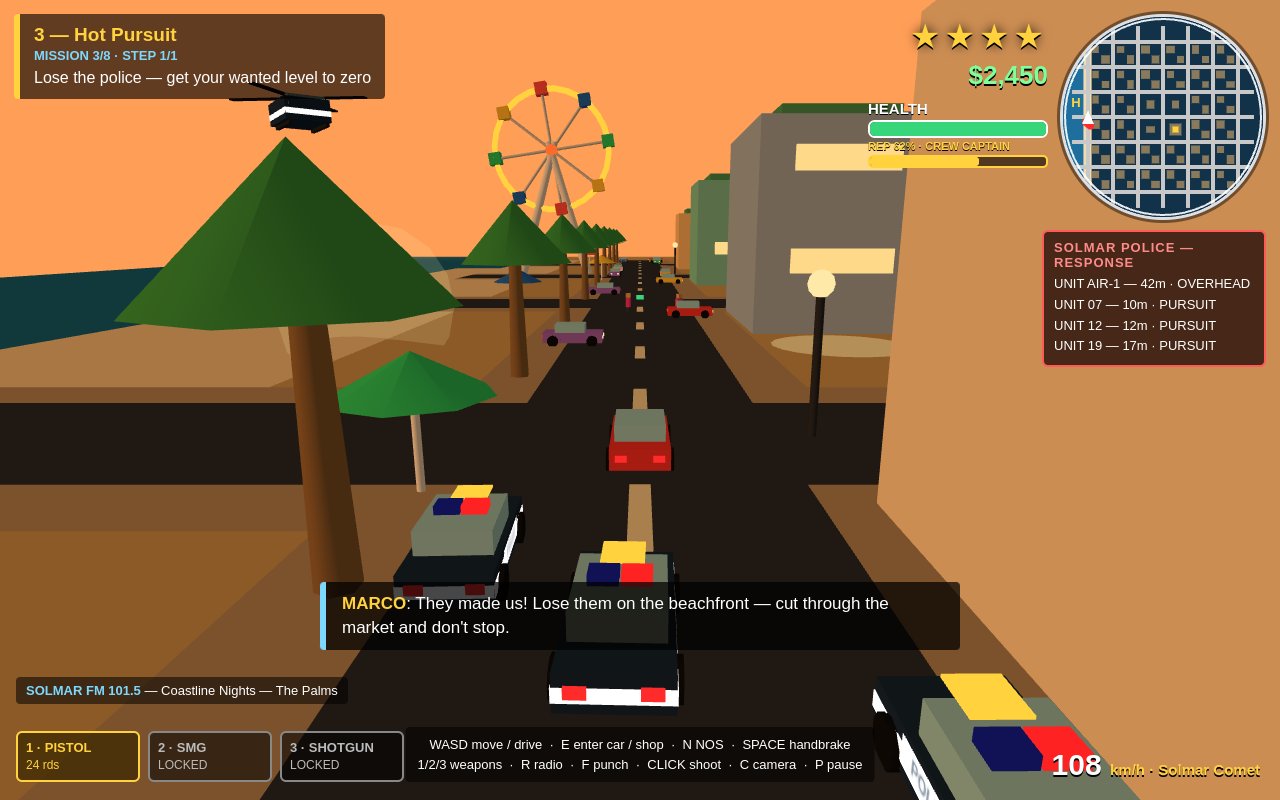 3 — Hot Pursuit
MISSION 3/8 · STEP 1/1
Lose the police — get your wanted level to zero
★ ★ ★ ★
$2,450
HEALTH
REP 62% · CREW CAPTAIN
H
SOLMAR POLICE —
RESPONSE
UNIT AIR-1 — 42m · OVERHEAD
UNIT 07 — 10m · PURSUIT
UNIT 12 — 12m · PURSUIT
UNIT 19 — 17m · PURSUIT
MARCO: They made us! Lose them on the beachfront — cut through the
market and don't stop.
SOLMAR FM 101.5 — Coastline Nights — The Palms
1 · PISTOL
24 rds
2 · SMG
LOCKED
3 · SHOTGUN
LOCKED
WASD move / drive · E enter car / shop · N NOS · SPACE handbrake
1/2/3 weapons · R radio · F punch · CLICK shoot · C camera · P pause
108 km/h · Solmar Comet